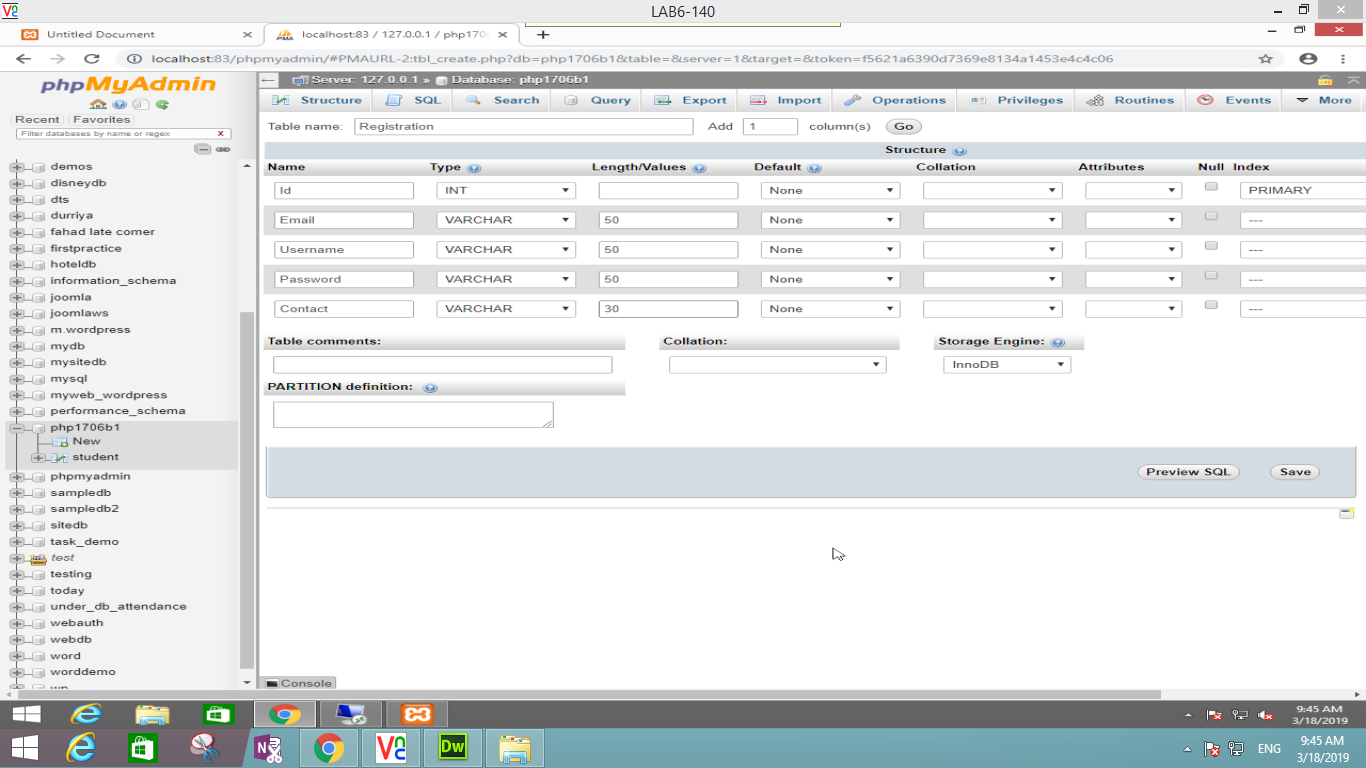 LAB6-140
Untitled Document
localhost:83 / 127.0.0.1 / php170
localhost:83/phpmyadmin/#PMAURL-2:tbl_create.php?db=php1706b1&table=&server=1&target=&token=f5621a6390d7369e8134a1453e4c4c06
phpMyAdmin
Recent Favorites
Filter databases by name or regex X
demos
disneydb
dts
durriya
fahad late comer
firstpractice
hoteldb
information_schema
joomla
joomlaws
m.wordpress
mydb
mysitedb
mysql
myweb_wordpress
performance_schema
php1706b1
New
student
phpmyadmin
sampledb
sampledb2
sitedb
task_demo
test
testing
today
under_db_attendance
webauth
webdb
word
worddemo
wp
Server: 127.0.0.1 » Database: php1706b1
Structure SQL Search Query Export Import Operations Privileges Routines Events More
Table name: Registration Add 1 column(s) Go
Structure
Name Type Length/Values Default Collation Attributes Null Index
Id INT None PRIMARY
Email VARCHAR 50 None ---
Username VARCHAR 50 None ---
Password VARCHAR 50 None ---
Contact VARCHAR 30 None ---
Table comments: Collation: Storage Engine:
InnoDB
PARTITION definition:
Preview SQL Save
Console
9:45 AM
3/18/2019
ENG
9:45 AM
3/18/2019